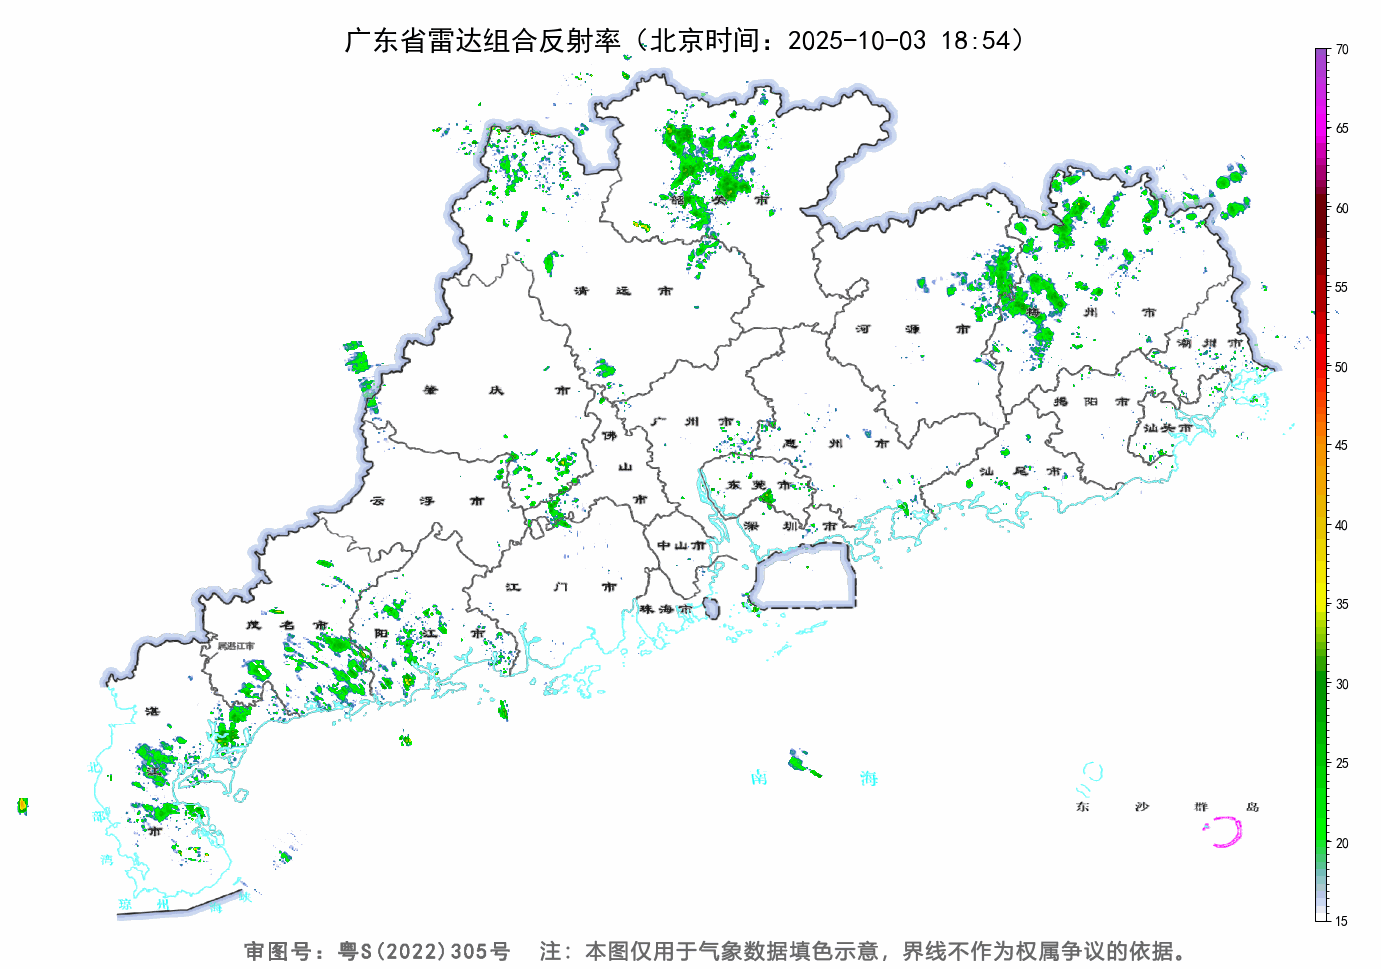 广东省雷达组合反射率（北京时间：2025-10-03 18:54）
70
65
60
55
50
45
40
35
30
25
20
15
韶关市
清远市
河源市
梅州市
潮州市
肇庆市
广州市
惠州市
揭阳市
汕头市
佛山市
东莞市
汕尾市
云浮市
深圳市
中山市
江门市
珠海市
茂名市
阳江市
属湛江市
湛江市
南海
东沙群岛
北部湾
琼州海峡
审图号：粤S(2022)305号 注：本图仅用于气象数据填色示意，界线不作为权属争议的依据。